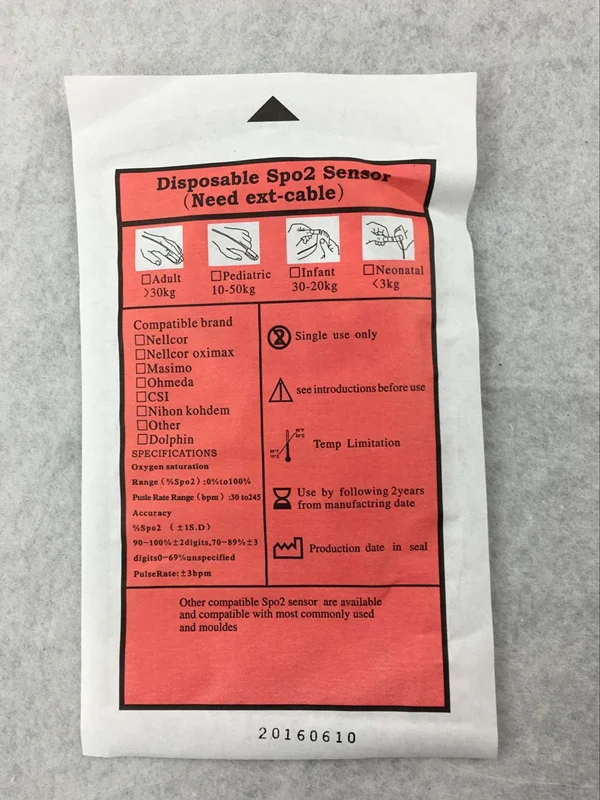 Disposable Spo2 Sensor
(Need ext-cable)
□Adult
>30kg
□Pediatric
10-50kg
□Infant
30-20kg
□Neonatal
<3kg
Compatible brand
□Nellcor
□Nellcor oximax
□Masimo
□Ohmeda
□CSI
□Nihon kohdem
□Other
□Dolphin
SPECIFICATIONS
Oxygen saturation
Range (%Spo2) :0%to100%
Pusle Rate Range (bpm) :30 to245
Accuracy
%Spo2 (±1S.D)
90-100%±2digits,70-89%±3
digits0-69%unspecified
PulseRate:±3bpm
2
Single use only
see introductions before use
Temp Limitation
Use by following 2years
from manufactring date
Production date in seal
Other compatible Spo2 sensor are available
and compatible with most commonly used
and mouldes
20160610